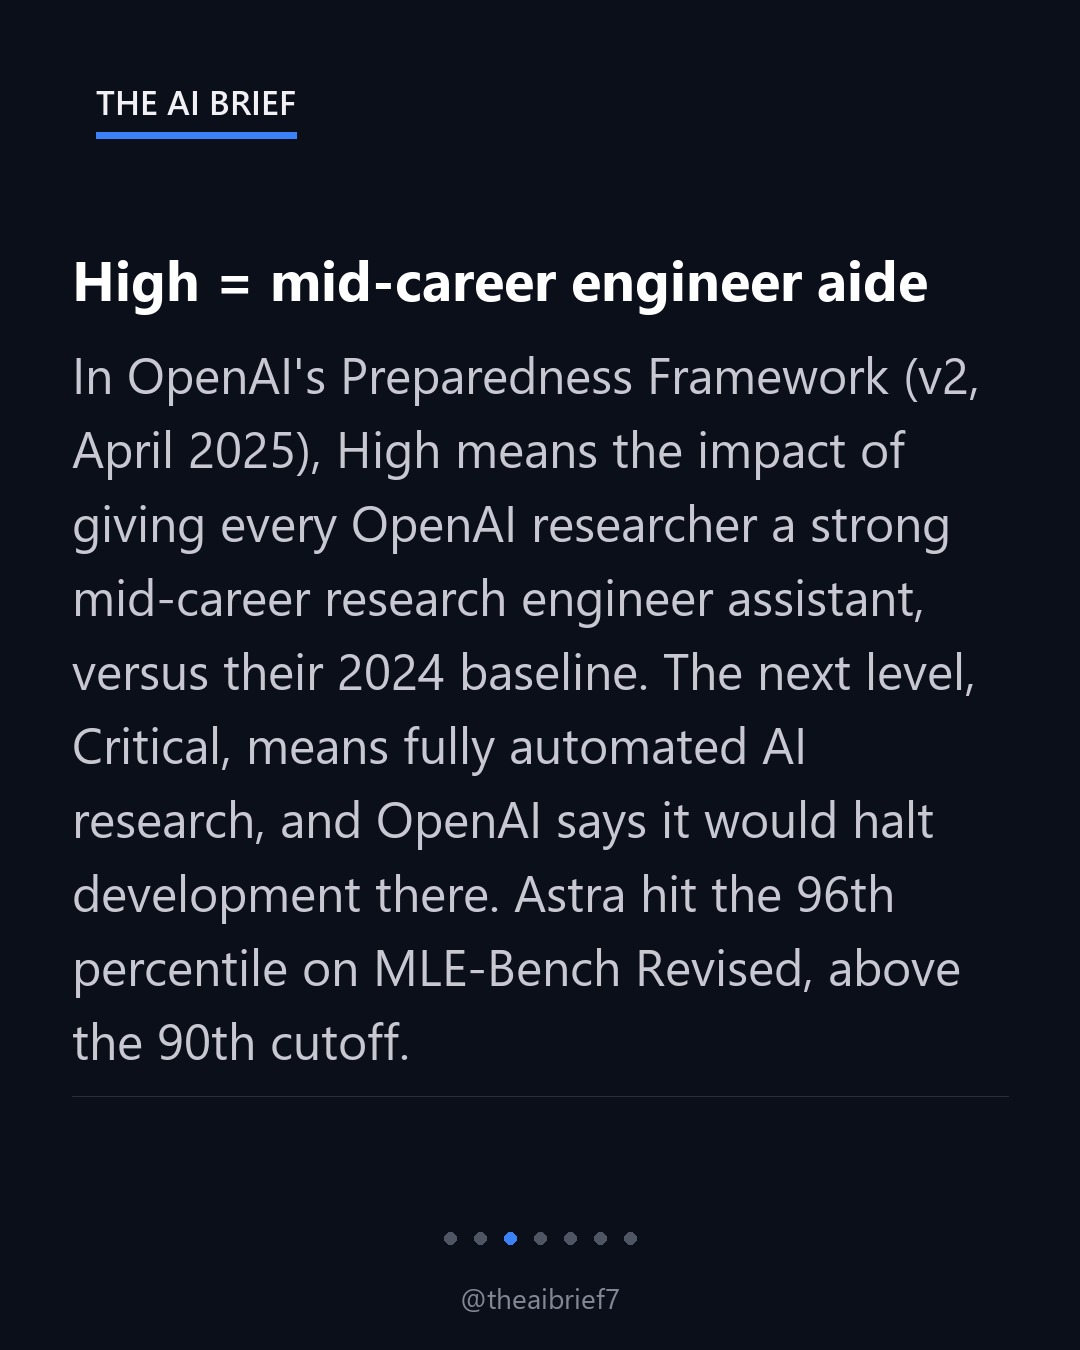 THE AI BRIEF
High = mid-career engineer aide
In OpenAI's Preparedness Framework (v2,
April 2025), High means the impact of
giving every OpenAI researcher a strong
mid-career research engineer assistant,
versus their 2024 baseline. The next level,
Critical, means fully automated AI
research, and OpenAI says it would halt
development there. Astra hit the 96th
percentile on MLE-Bench Revised, above
the 90th cutoff.
@theaibrief7